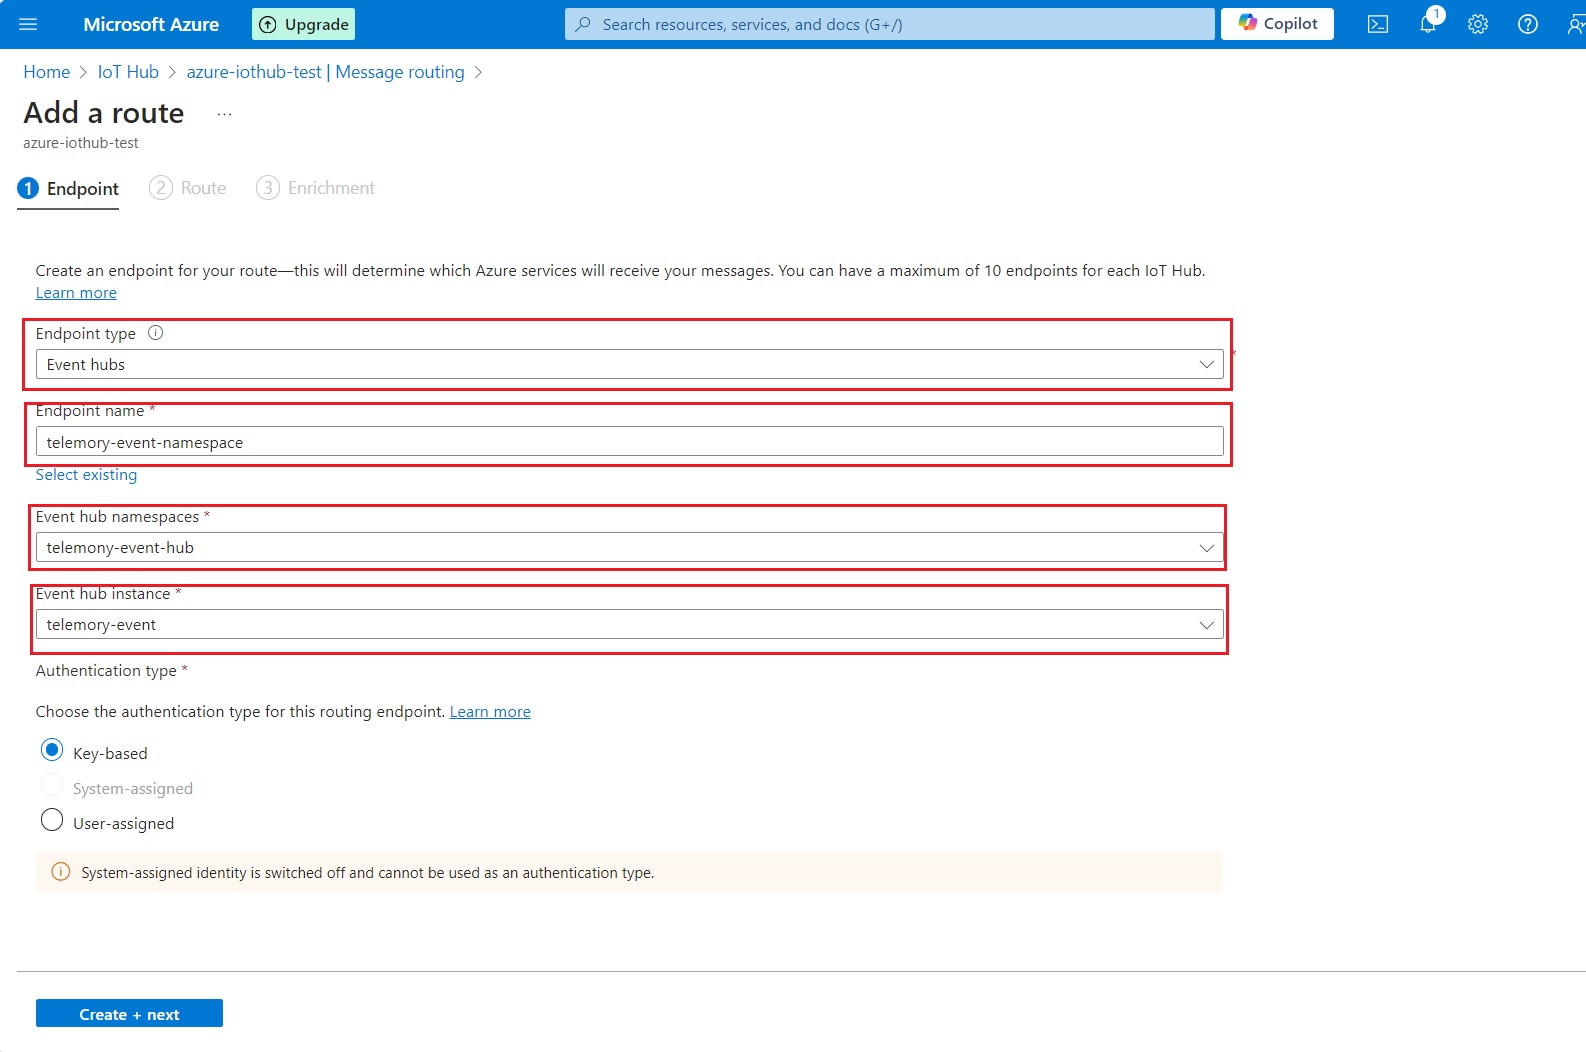 Microsoft Azure
Upgrade
Search resources, services, and docs (G+/)
Copilot
1
Home > IoT Hub > azure-iothub-test | Message routing >
Add a route ...
azure-iothub-test
1 Endpoint
2 Route
3 Enrichment
Create an endpoint for your route—this will determine which Azure services will receive your messages. You can have a maximum of 10 endpoints for each IoT Hub.
Learn more
Endpoint type
Event hubs
*
Endpoint name *
telemory-event-namespace
Select existing
Event hub namespaces *
telemony-event-hub
Event hub instance *
telemory-event
Authentication type *
Choose the authentication type for this routing endpoint. Learn more
Key-based
System-assigned
User-assigned
System-assigned identity is switched off and cannot be used as an authentication type.
Create + next